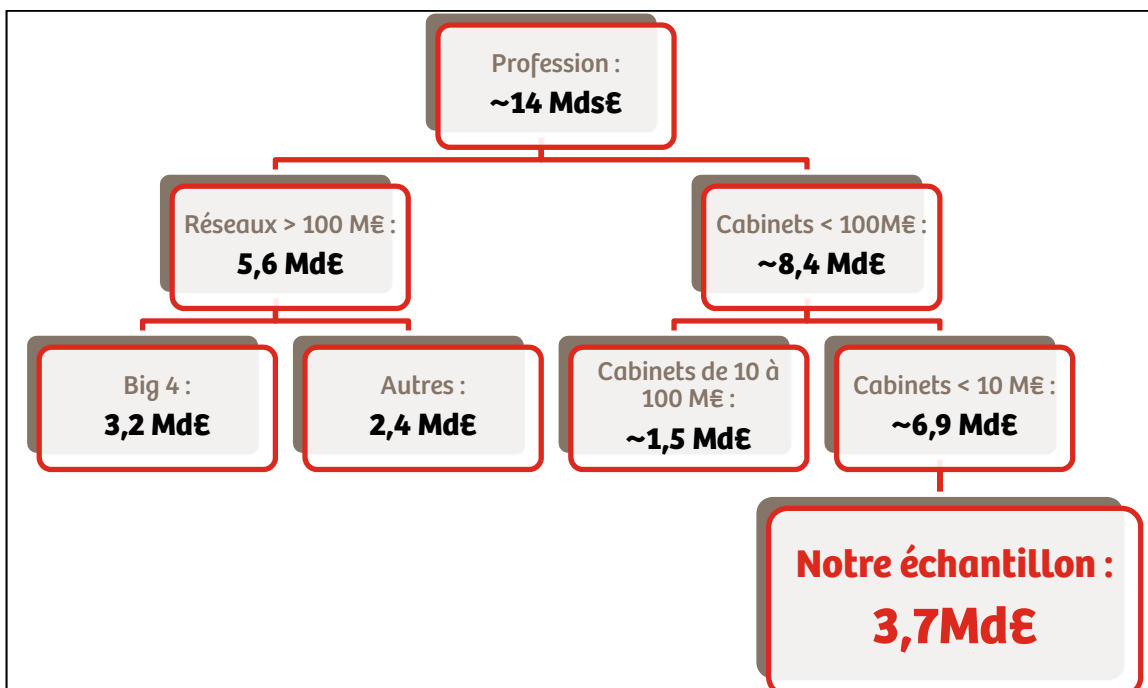 Profession :
~14 Mds€
Réseaux > 100 M€ :
5,6 Md€
Cabinets < 100M€ :
~8,4 Md€
Big 4 :
3,2 Md€
Autres :
2,4 Md€
Cabinets de 10 à
100 M€ :
~1,5 Md€
Cabinets < 10 M€ :
~6,9 Md€
Notre échantillon :
3,7Md€